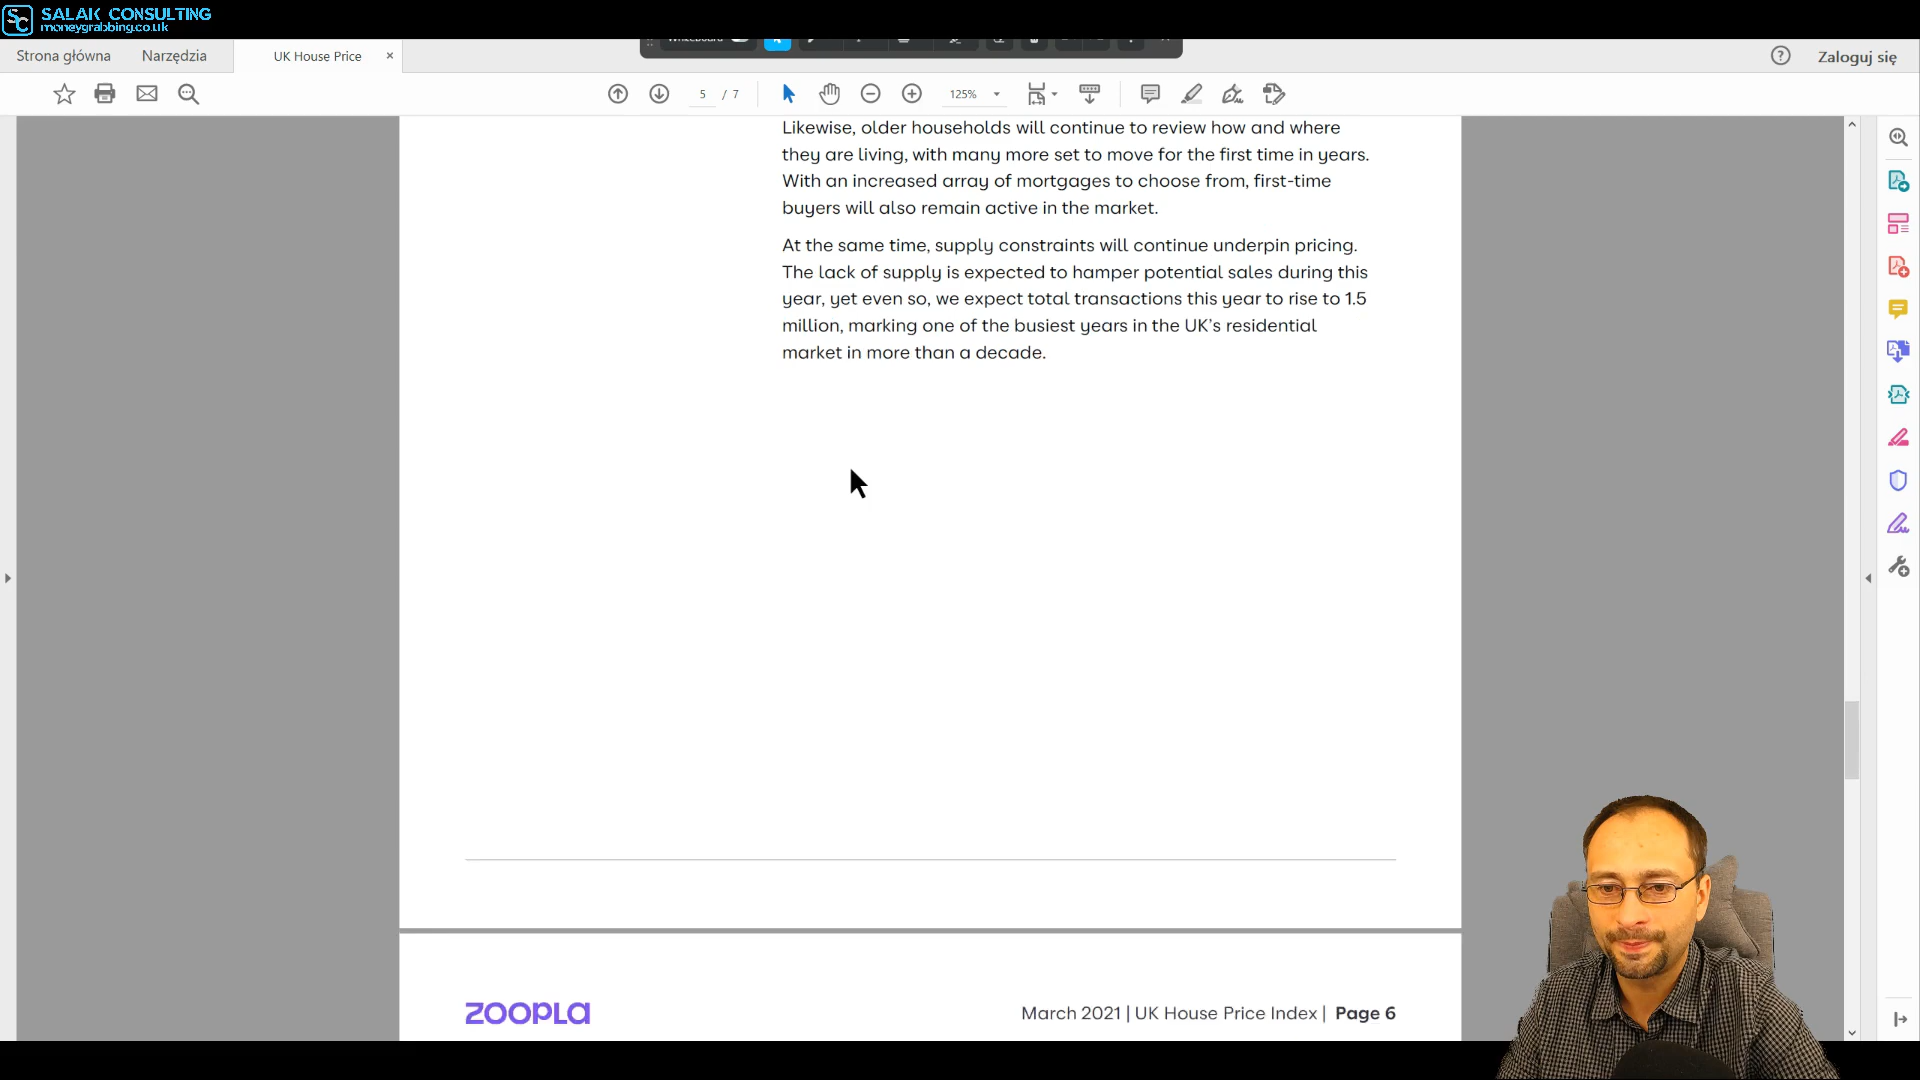 SALAK CONSULTING
moneygrabbing.co.uk
Strona główna
Narzędzia
UK House Price
Zaloguj się
5 / 7
125%
Likewise, older households will continue to review how and where
they are living, with many more set to move for the first time in years.
With an increased array of mortgages to choose from, first-time
buyers will also remain active in the market.
At the same time, supply constraints will continue underpin pricing.
The lack of supply is expected to hamper potential sales during this
year, yet even so, we expect total transactions this year to rise to 1.5
million, marking one of the busiest years in the UK's residential
market in more than a decade.
zoopla
March 2021 | UK House Price Index | Page 6